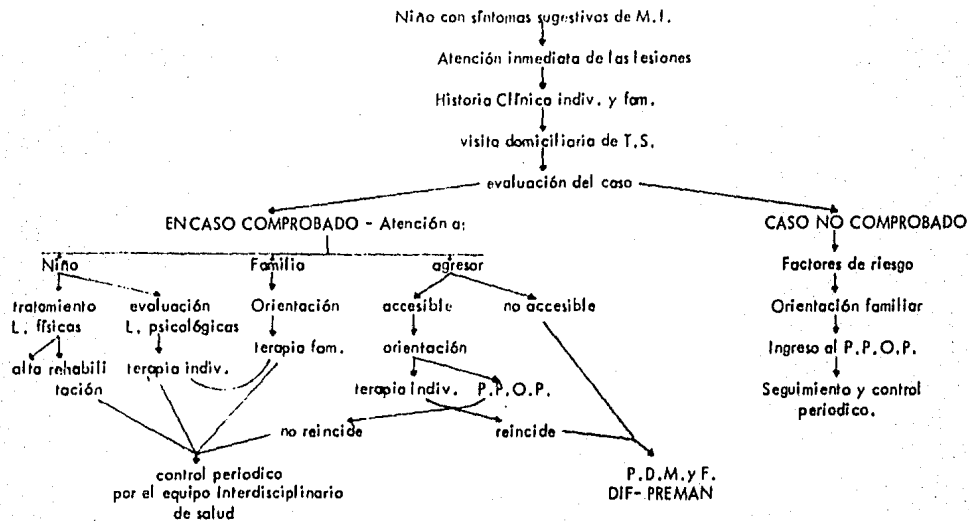 Niño con síntomas sugestivos de M.I.
Atención inmediata de las lesiones
Historia Clínica indiv. y fam.
visita domiciliaria de T.S.
evaluación del caso
EN CASO COMPROBADO - Atención a:
CASO NO COMPROBADO
Niño
Familia
agresor
Factores de riesgo
tratamiento
L. físicas
evaluación
L. psicológicas
Orientación
accesible
no accesible
Orientación familiar
alta rehabili
tación
terapia indiv.
terapia fam.
orientación
Ingreso al P.P.O.P.
terapia indiv.
P.P.O.P.
Seguimiento y control
periodico.
no reincide
reincide
control periodico
por el equipo Interdisciplinario
de salud
P.D.M. y F.
DIF- PREMAN